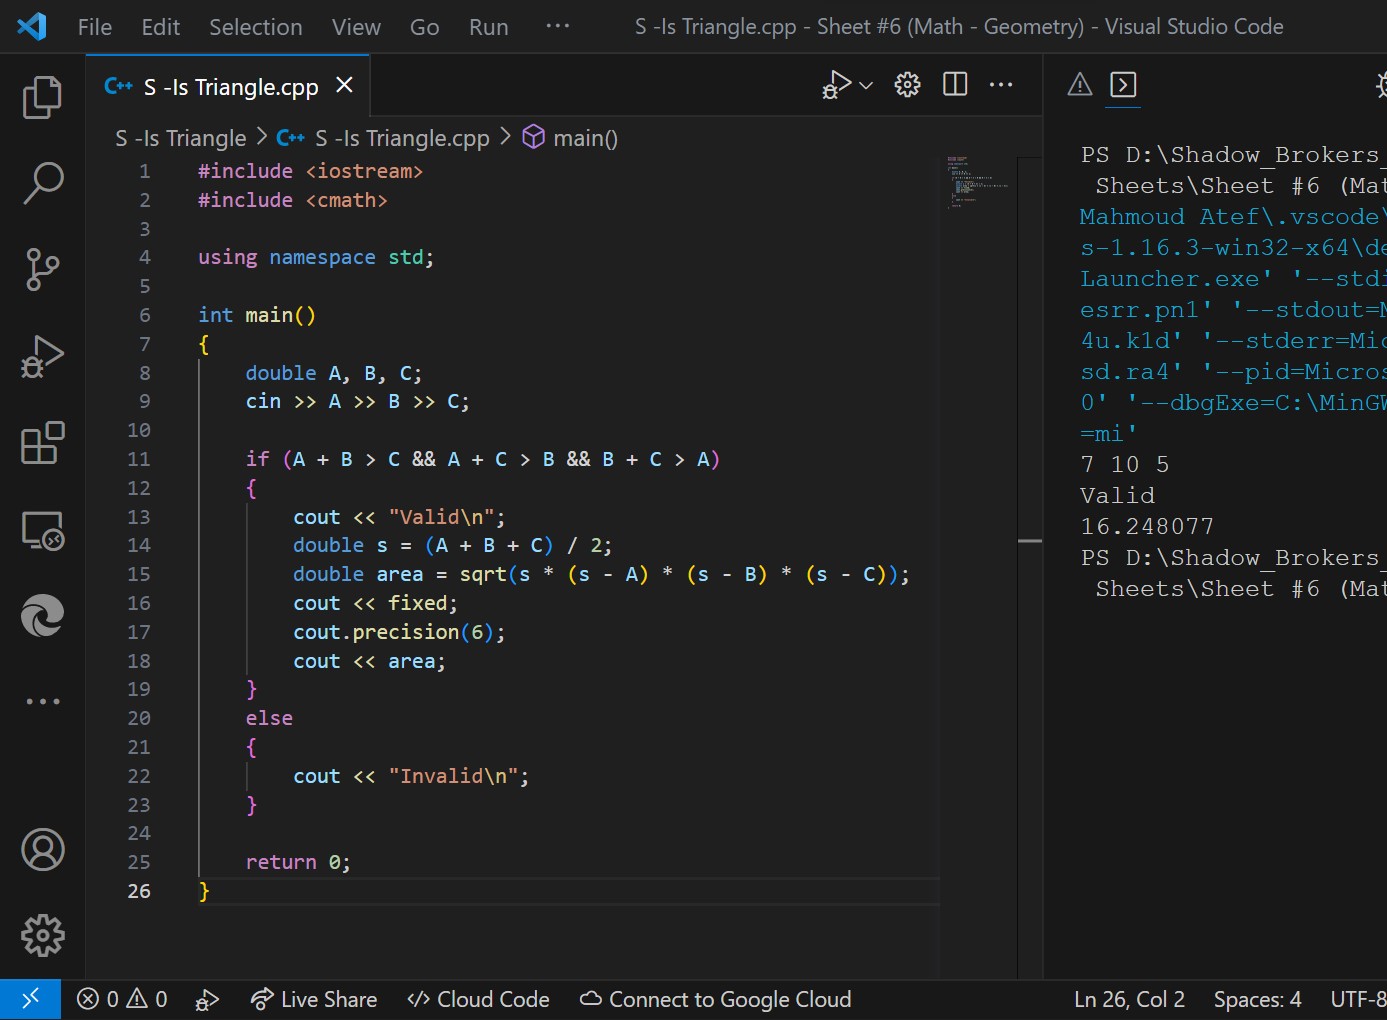 File Edit Selection View Go Run ··· S -Is Triangle.cpp - Sheet #6 (Math - Geometry) - Visual Studio Code
C++ S -Is Triangle.cpp
S -Is Triangle > C++ S -Is Triangle.cpp > main()
1 #include <iostream>
2 #include <cmath>
3
4 using namespace std;
5
6 int main()
7 {
8 double A, B, C;
9 cin >> A >> B >> C;
10
11 if (A + B > C && A + C > B && B + C > A)
12 {
13 cout << "Valid\n";
14 double s = (A + B + C) / 2;
15 double area = sqrt(s * (s - A) * (s - B) * (s - C));
16 cout << fixed;
17 cout.precision(6);
18 cout << area;
19 }
20 else
21 {
22 cout << "Invalid\n";
23 }
24
25 return 0;
26 }
PS D:\Shadow_Brokers_
Sheets\Sheet #6 (Mat
Mahmoud Atef\.vscode\
s-1.16.3-win32-x64\de
Launcher.exe' '--stdi
esrr.pn1' '--stdout=M
4u.k1d' '--stderr=Mic
sd.ra4' '--pid=Micros
0' '--dbgExe=C:\MinGW
=mi'
7 10 5
Valid
16.248077
PS D:\Shadow_Brokers_
Sheets\Sheet #6 (Mat
0 0 Live Share Cloud Code Connect to Google Cloud Ln 26, Col 2 Spaces: 4 UTF-8